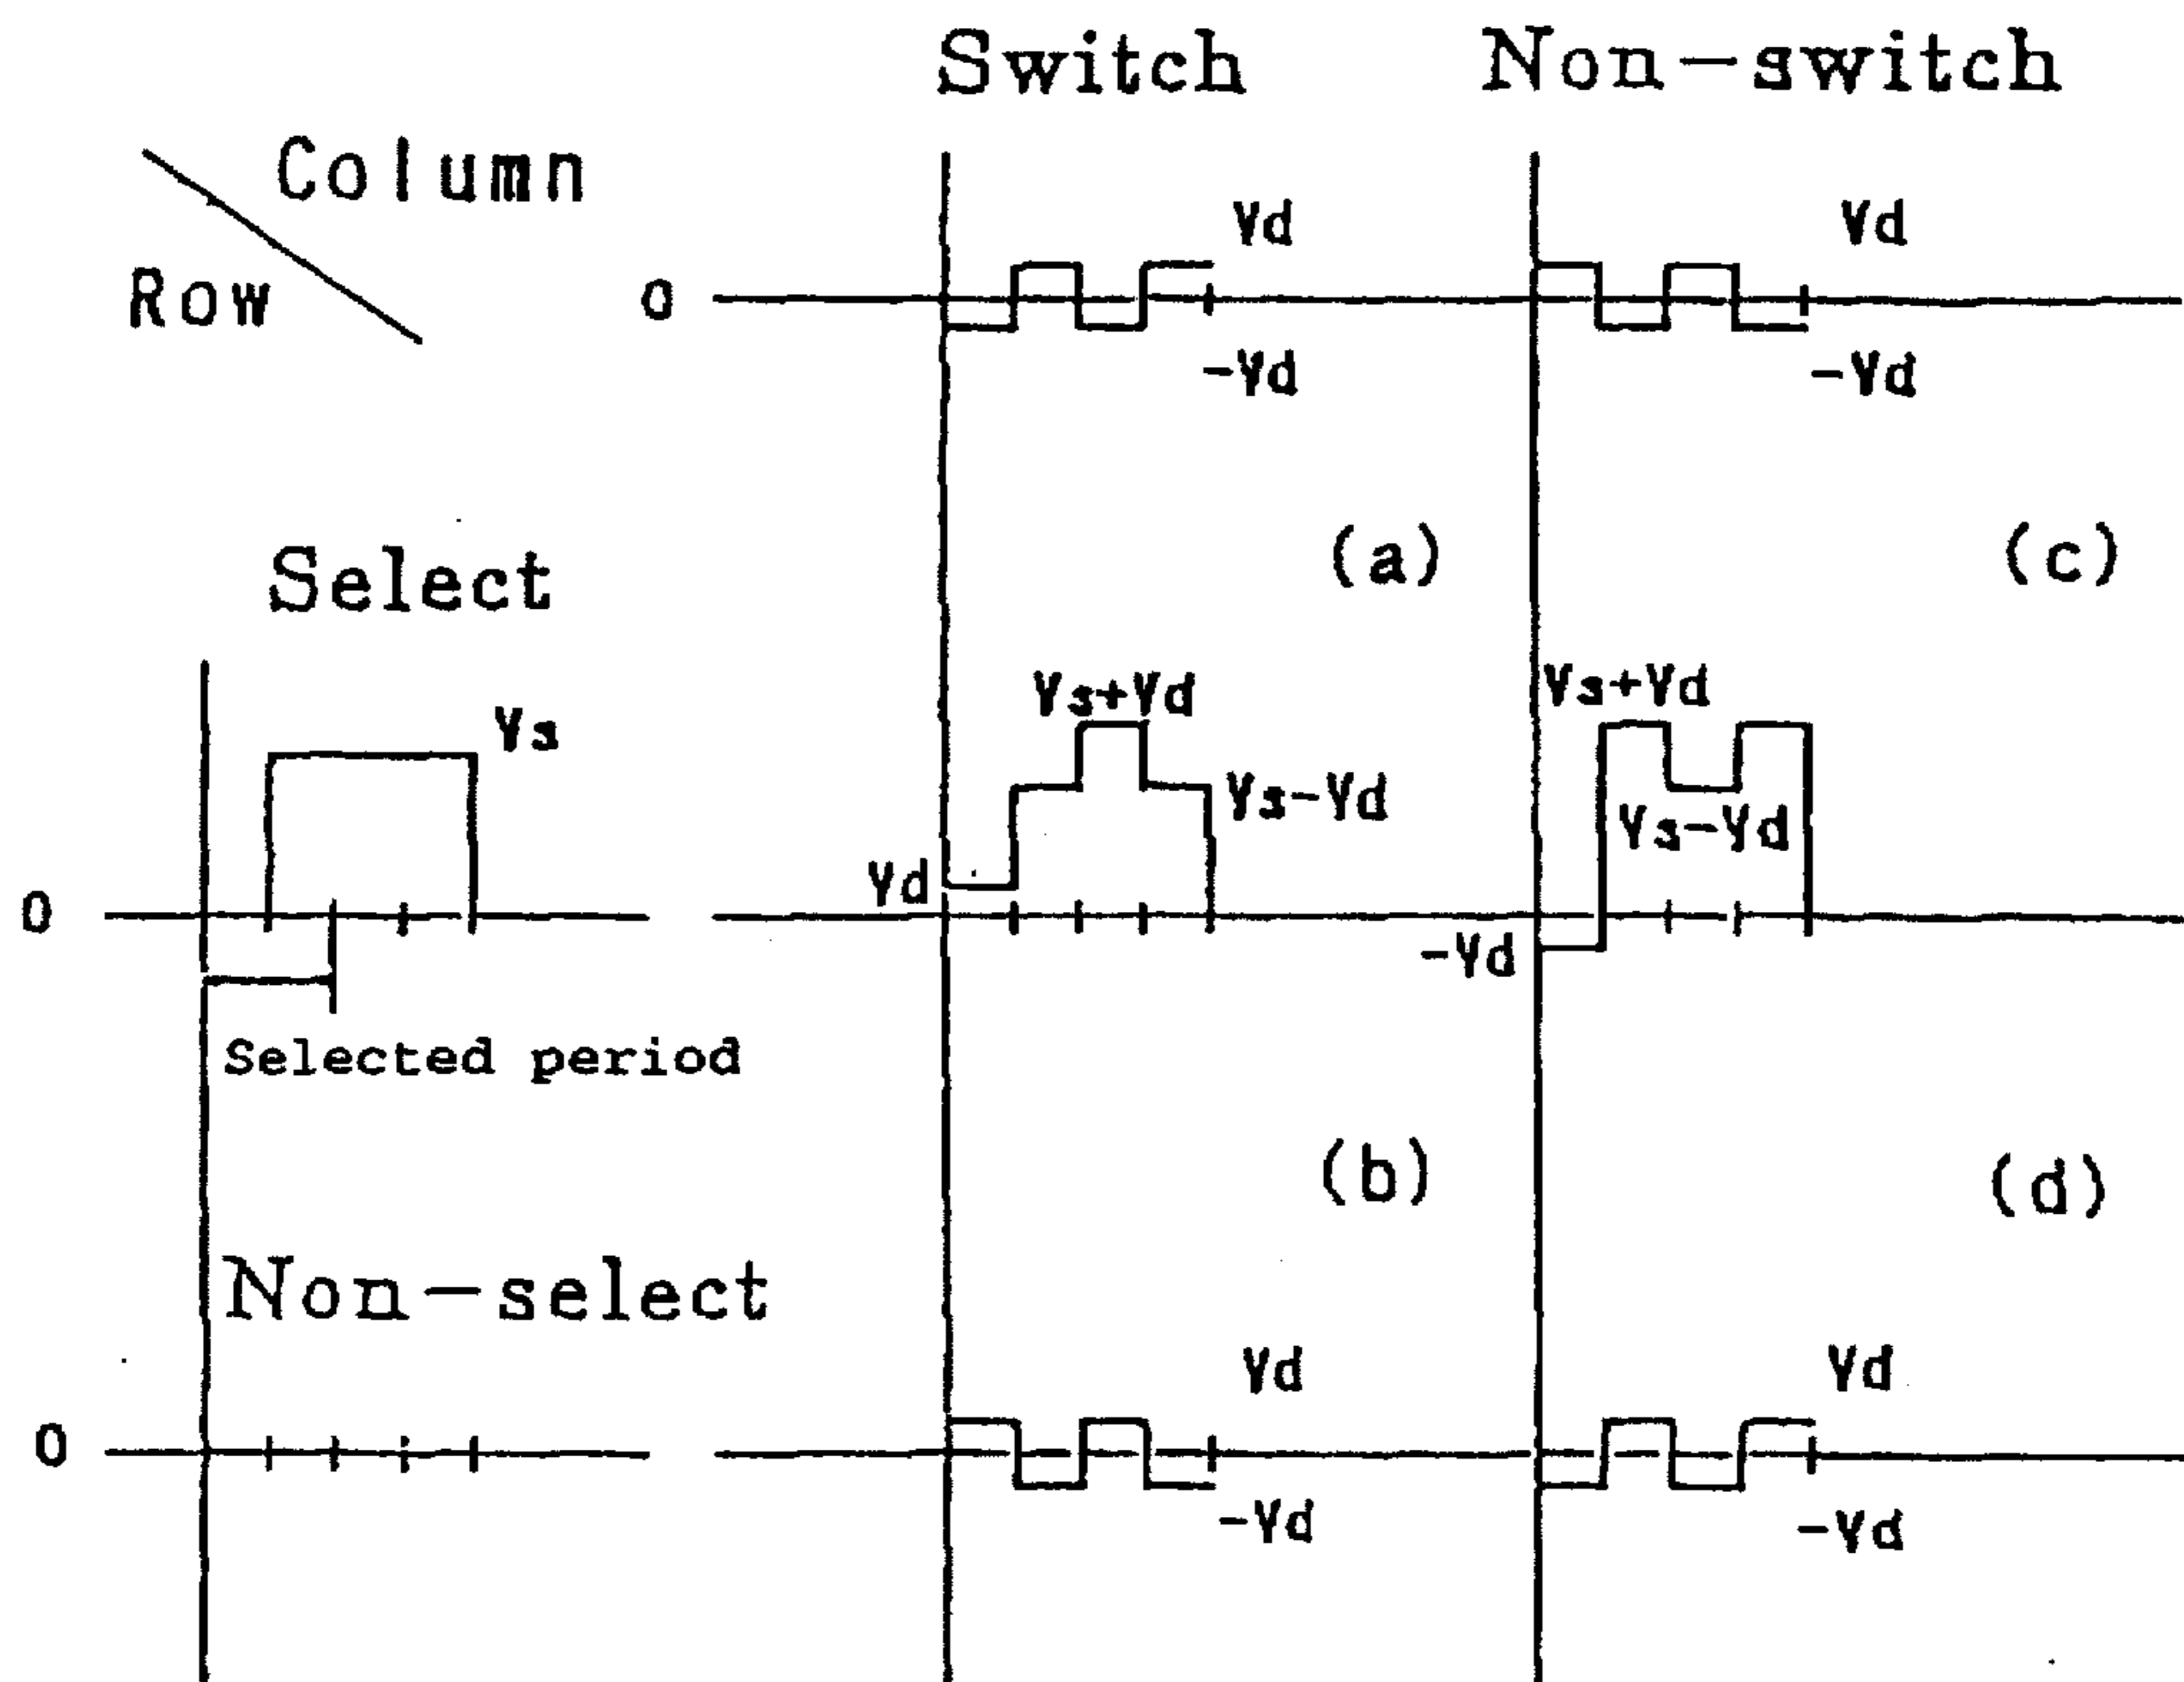 Switch Non-switch
Column
Row
Vd Vd
0
-Vd -Vd
(a) (c)
Select
Vs+Vd Vs+Vd
Vs
Vs-Vd Vs-Vd
Vd
0
-Vd
Selected period
(b) (d)
Non-select
Vd Vd
0
-Vd -Vd